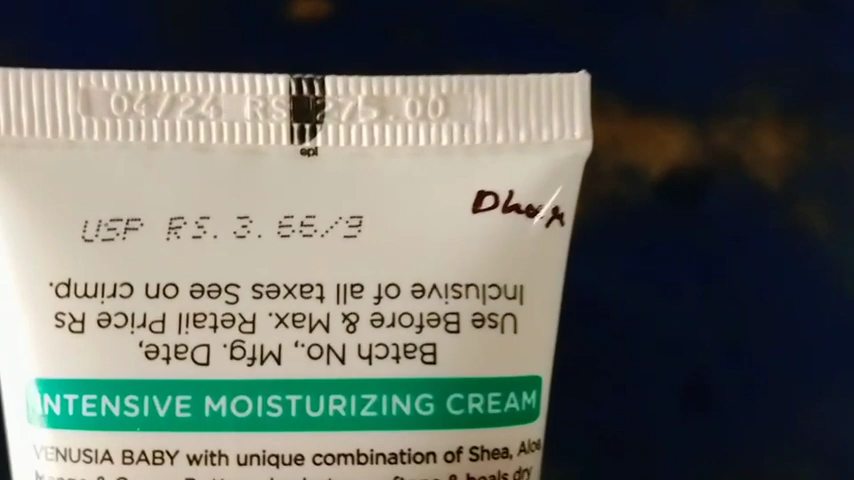 04/24 RS 275.00
epl
Dhar
USP RS.3.66/g
Batch No., Mfg. Date,
Use Before & Max. Retail Price Rs
Inclusive of all taxes See on crimp.
INTENSIVE MOISTURIZING CREAM
VENUSIA BABY with unique combination of Shea, Aloe
dry